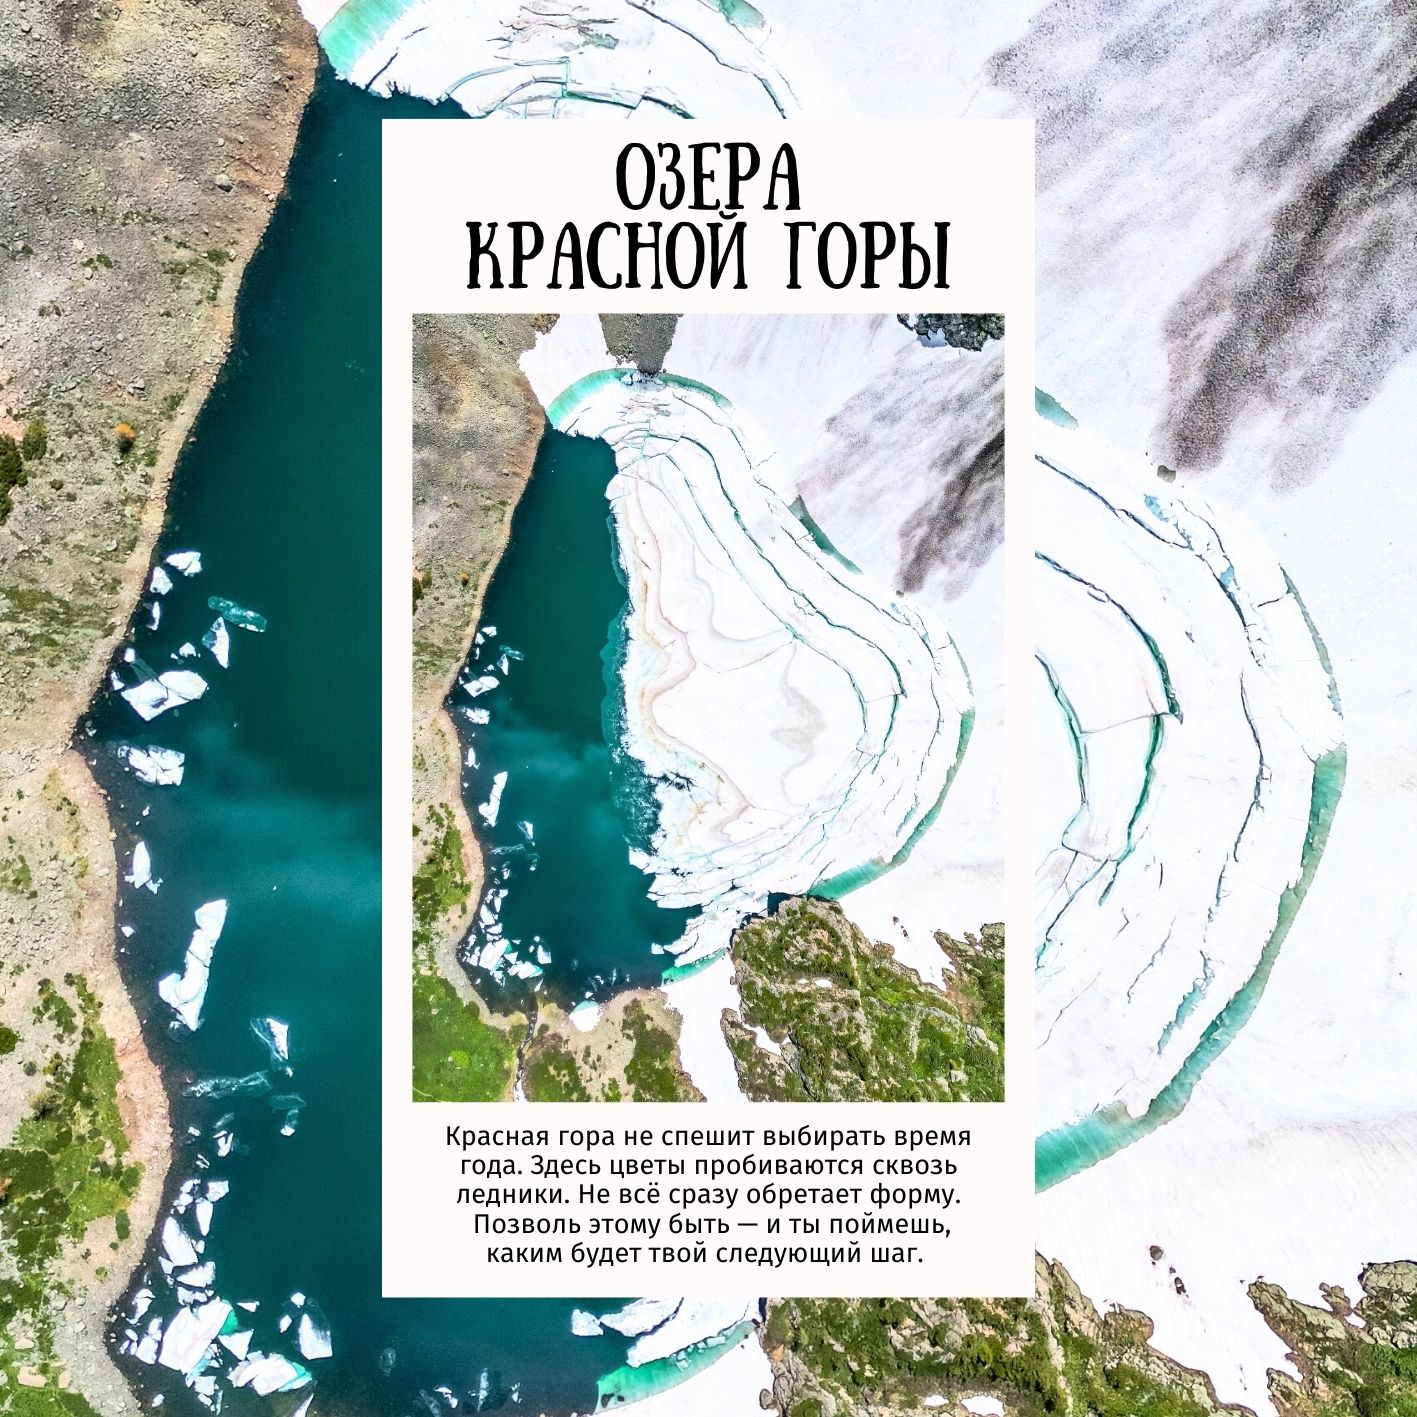 ОЗЕРА
КРАСНОЙ ГОРЫ
Красная гора не спешит выбирать время
года. Здесь цветы пробиваются сквозь
ледники. Не всё сразу обретает форму.
Позволь этому быть — и ты поймешь,
каким будет твой следующий шаг.